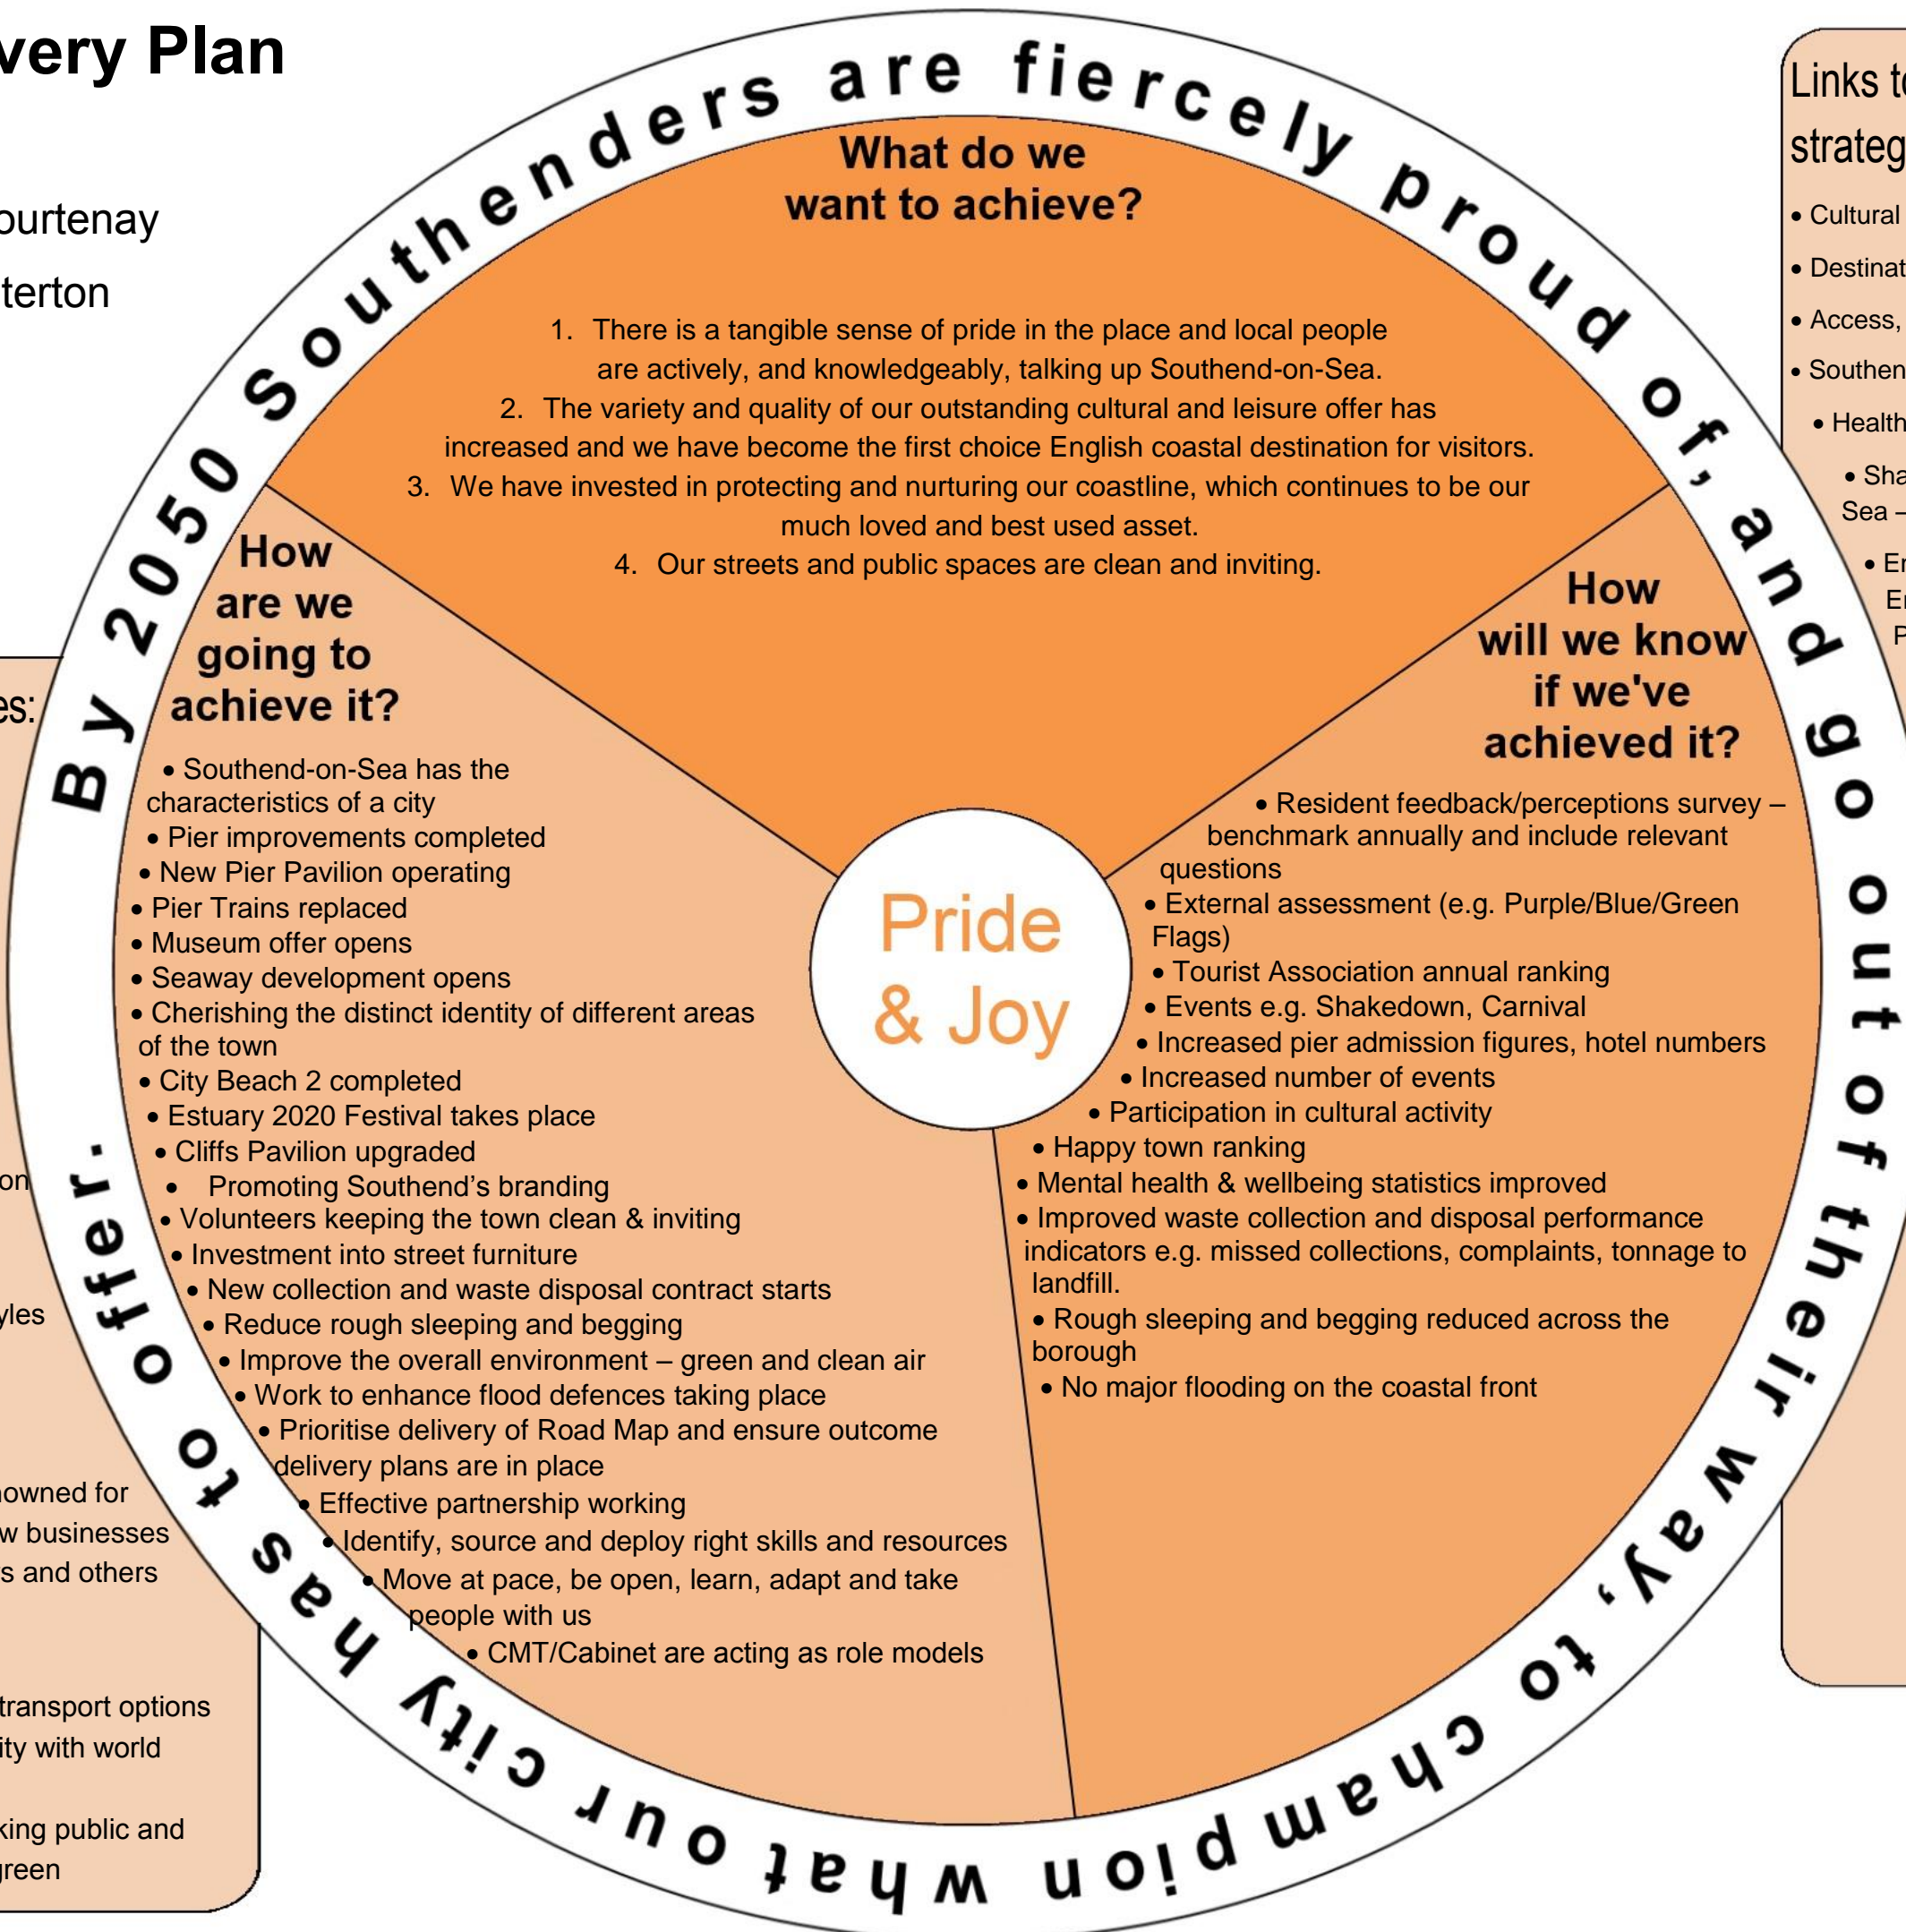 Plan
By 2050 Southenders are fiercely proud of, and go out of their way, to champion what our city has to offer.
What do we
want to achieve?
1. There is a tangible sense of pride in the place and local people
are actively, and knowledgeably, talking up Southend-on-Sea.
2. The variety and quality of our outstanding cultural and leisure offer has
increased and we have become the first choice English coastal destination for visitors.
3. We have invested in protecting and nurturing our coastline, which continues to be our
much loved and best used asset.
4. Our streets and public spaces are clean and inviting.
How
are we
going to
achieve it?
• Southend-on-Sea has the
characteristics of a city
• Pier improvements completed
• New Pier Pavilion operating
• Pier Trains replaced
• Museum offer opens
• Seaway development opens
• Cherishing the distinct identity of different areas
of the town
• City Beach 2 completed
• Estuary 2020 Festival takes place
• Cliffs Pavilion upgraded
• Promoting Southend's branding
• Volunteers keeping the town clean & inviting
• Investment into street furniture
• New collection and waste disposal contract starts
• Reduce rough sleeping and begging
• Improve the overall environment – green and clean air
• Work to enhance flood defences taking place
• Prioritise delivery of Road Map and ensure outcome
delivery plans are in place
• Effective partnership working
• Identify, source and deploy right skills and resources
• Move at pace, be open, learn, adapt and take
people with us
• CMT/Cabinet are acting as role models
Pride
& Joy
How
will we know
if we've
achieved it?
• Resident feedback/perceptions survey –
benchmark annually and include relevant
questions
• External assessment (e.g. Purple/Blue/Green
Flags)
• Tourist Association annual ranking
• Events e.g. Shakedown, Carnival
• Increased pier admission figures, hotel numbers
• Increased number of events
• Participation in cultural activity
• Happy town ranking
• Mental health & wellbeing statistics improved
• Improved waste collection and disposal performance
indicators e.g. missed collections, complaints, tonnage to
landfill.
• Rough sleeping and begging reduced across the
borough
• No major flooding on the coastal front
Links
• Cultural
• Access,
• Health
Sea –
for
businesses
and others
transport options
with world
public and
green